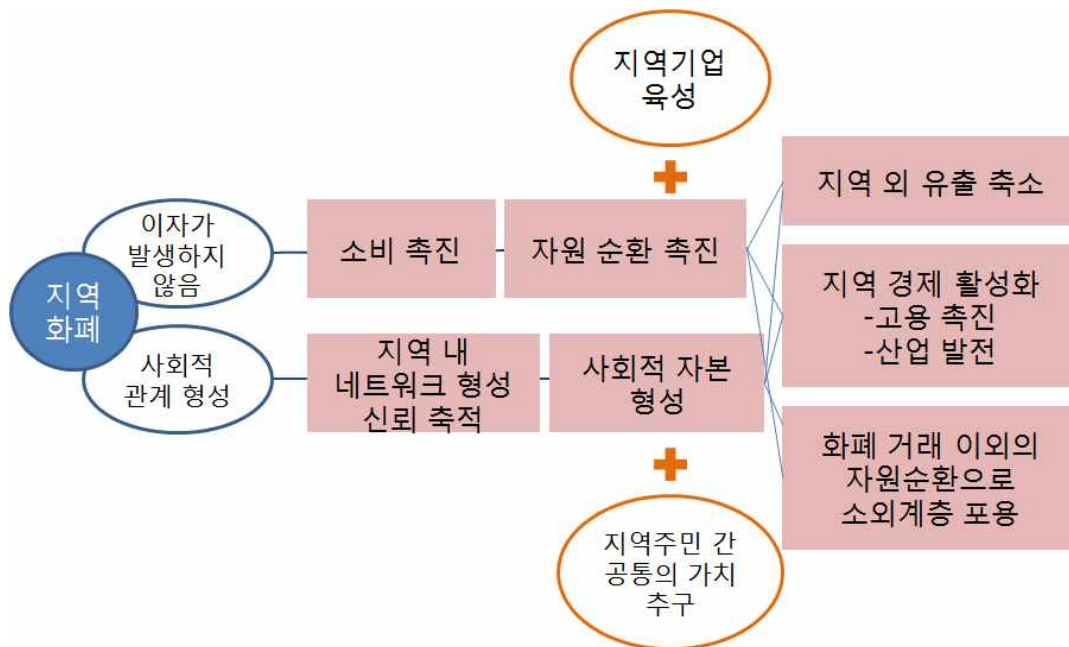 지역기업
육성
지역 외 유출 축소
이자가
발생하지
않음
소비 촉진
자원 순환 촉진
지역
화폐
지역 경제 활성화
-고용 촉진
-산업 발전
사회적
관계 형성
지역 내
네트워크 형성
신뢰 축적
사회적 자본
형성
화폐 거래 이외의
자원순환으로
소외계층 포용
지역주민 간
공통의 가치
추구